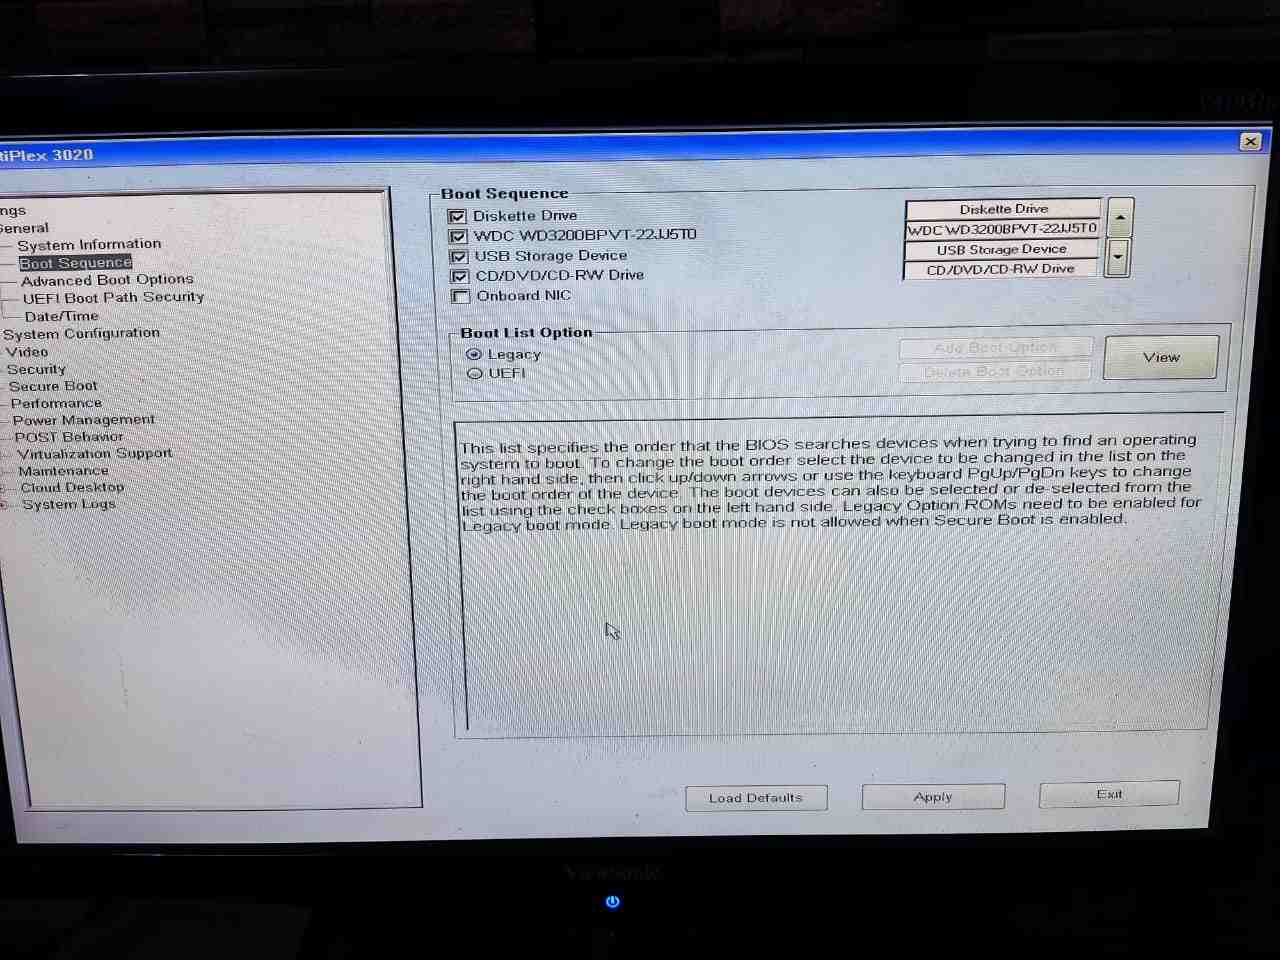 tiPlex 3020
ngs
General
System Information
Boot Sequence
Advanced Boot Options
UEFI Boot Path Security
Date/Time
System Configuration
Video
Security
Secure Boot
Performance
Power Management
POST Behavior
Virtualization Support
Maintenance
Cloud Desktop
System Logs
Boot Sequence
Diskette Drive
WDC WD3200BPVT-22JJ5T0
USB Storage Device
CD/DVD/CD-RW Drive
Onboard NIC
Diskette Drive
WDC WD3200BPVT-22JJ5T0
USB Storage Device
CD/DVD/CD-RW Drive
Boot List Option
Legacy
UEFI
Add Boot Option
Delete Boot Option
View
This list specifies the order that the BIOS searches devices when trying to find an operating
system to boot. To change the boot order select the device to be changed in the list on the
right hand side, then click up/down arrows or use the keyboard PgUp/PgDn keys to change
the boot order of the device. The boot devices can also be selected or de-selected from the
list using the check boxes on the left hand side. Legacy Option ROMs need to be enabled for
Legacy boot mode. Legacy boot mode is not allowed when Secure Boot is enabled.
Load Defaults
Apply
Exit
ViewSonic